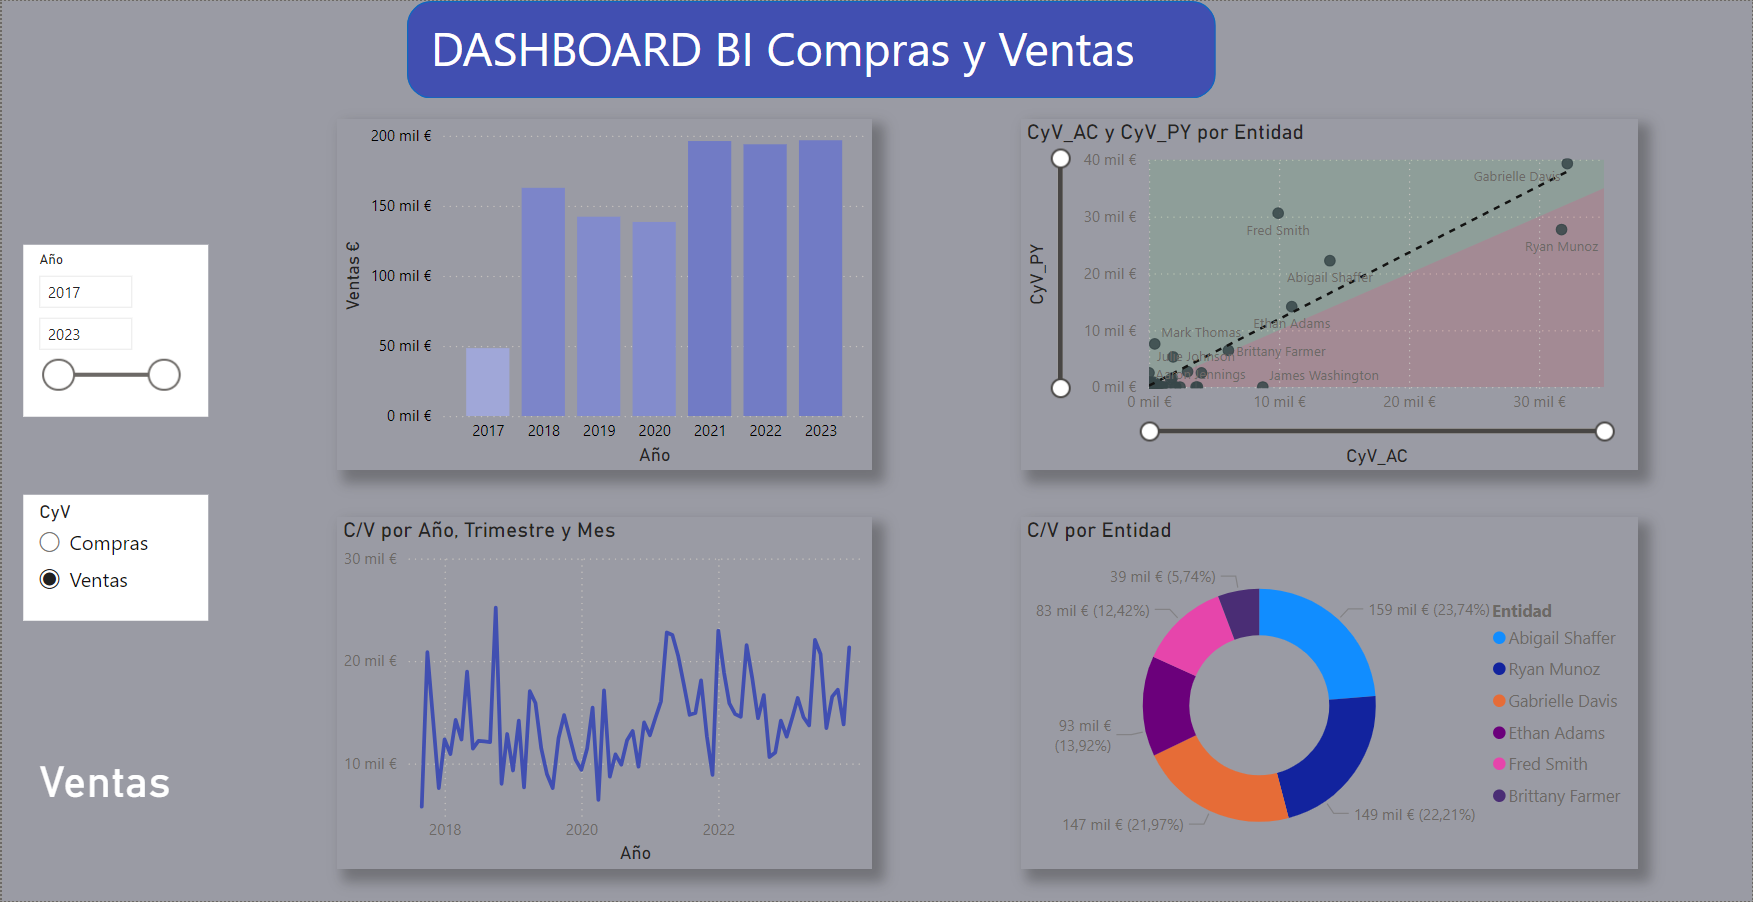 DASHBOARD BI Compras y Ventas
Año
2017
2023
CyV
Compras
Ventas
Ventas
200 mil €
150 mil €
100 mil €
50 mil €
0 mil €
Ventas €
2017 2018 2019 2020 2021 2022 2023
Año
CyV_AC y CyV_PY por Entidad
40 mil €
30 mil €
20 mil €
10 mil €
0 mil €
CyV_PY
Gabrielle Davis
Fred Smith
Ryan Munoz
Abigail Shaffer
Ethan Adams
Mark Thomas
Brittany Farmer
Julie Johnson
Aaron Jennings
James Washington
0 mil € 10 mil € 20 mil € 30 mil €
CyV_AC
C/V por Año, Trimestre y Mes
30 mil €
20 mil €
10 mil €
2018 2020 2022
Año
C/V por Entidad
39 mil € (5,74%)
83 mil € (12,42%)
159 mil € (23,74%)
93 mil €
(13,92%)
147 mil € (21,97%)
149 mil € (22,21%)
Entidad
Abigail Shaffer
Ryan Munoz
Gabrielle Davis
Ethan Adams
Fred Smith
Brittany Farmer